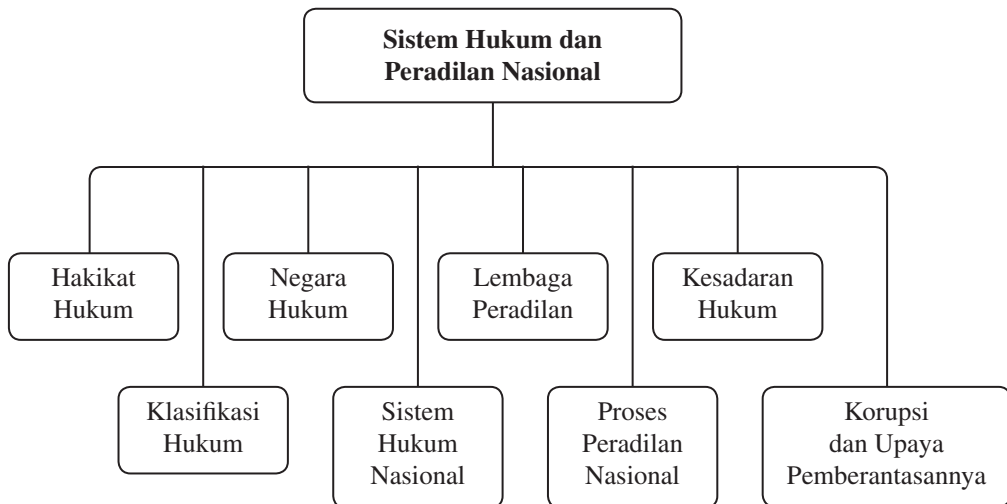 Sistem Hukum dan
Peradilan Nasional
Hakikat
Hukum
Negara
Hukum
Lembaga
Peradilan
Kesadaran
Hukum
Klasifikasi
Hukum
Sistem
Hukum
Nasional
Proses
Peradilan
Nasional
Korupsi
dan Upaya
Pemberantasannya